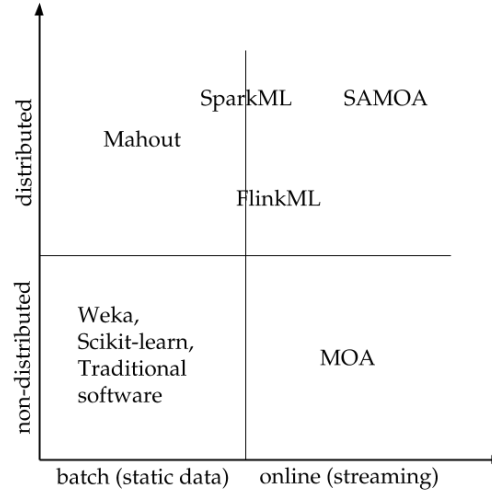 SparkML
SAMOA
Mahout
FlinkML
distributed
Weka,
Scikit-learn,
Traditional
software
MOA
non-distributed
batch (static data)
online (streaming)